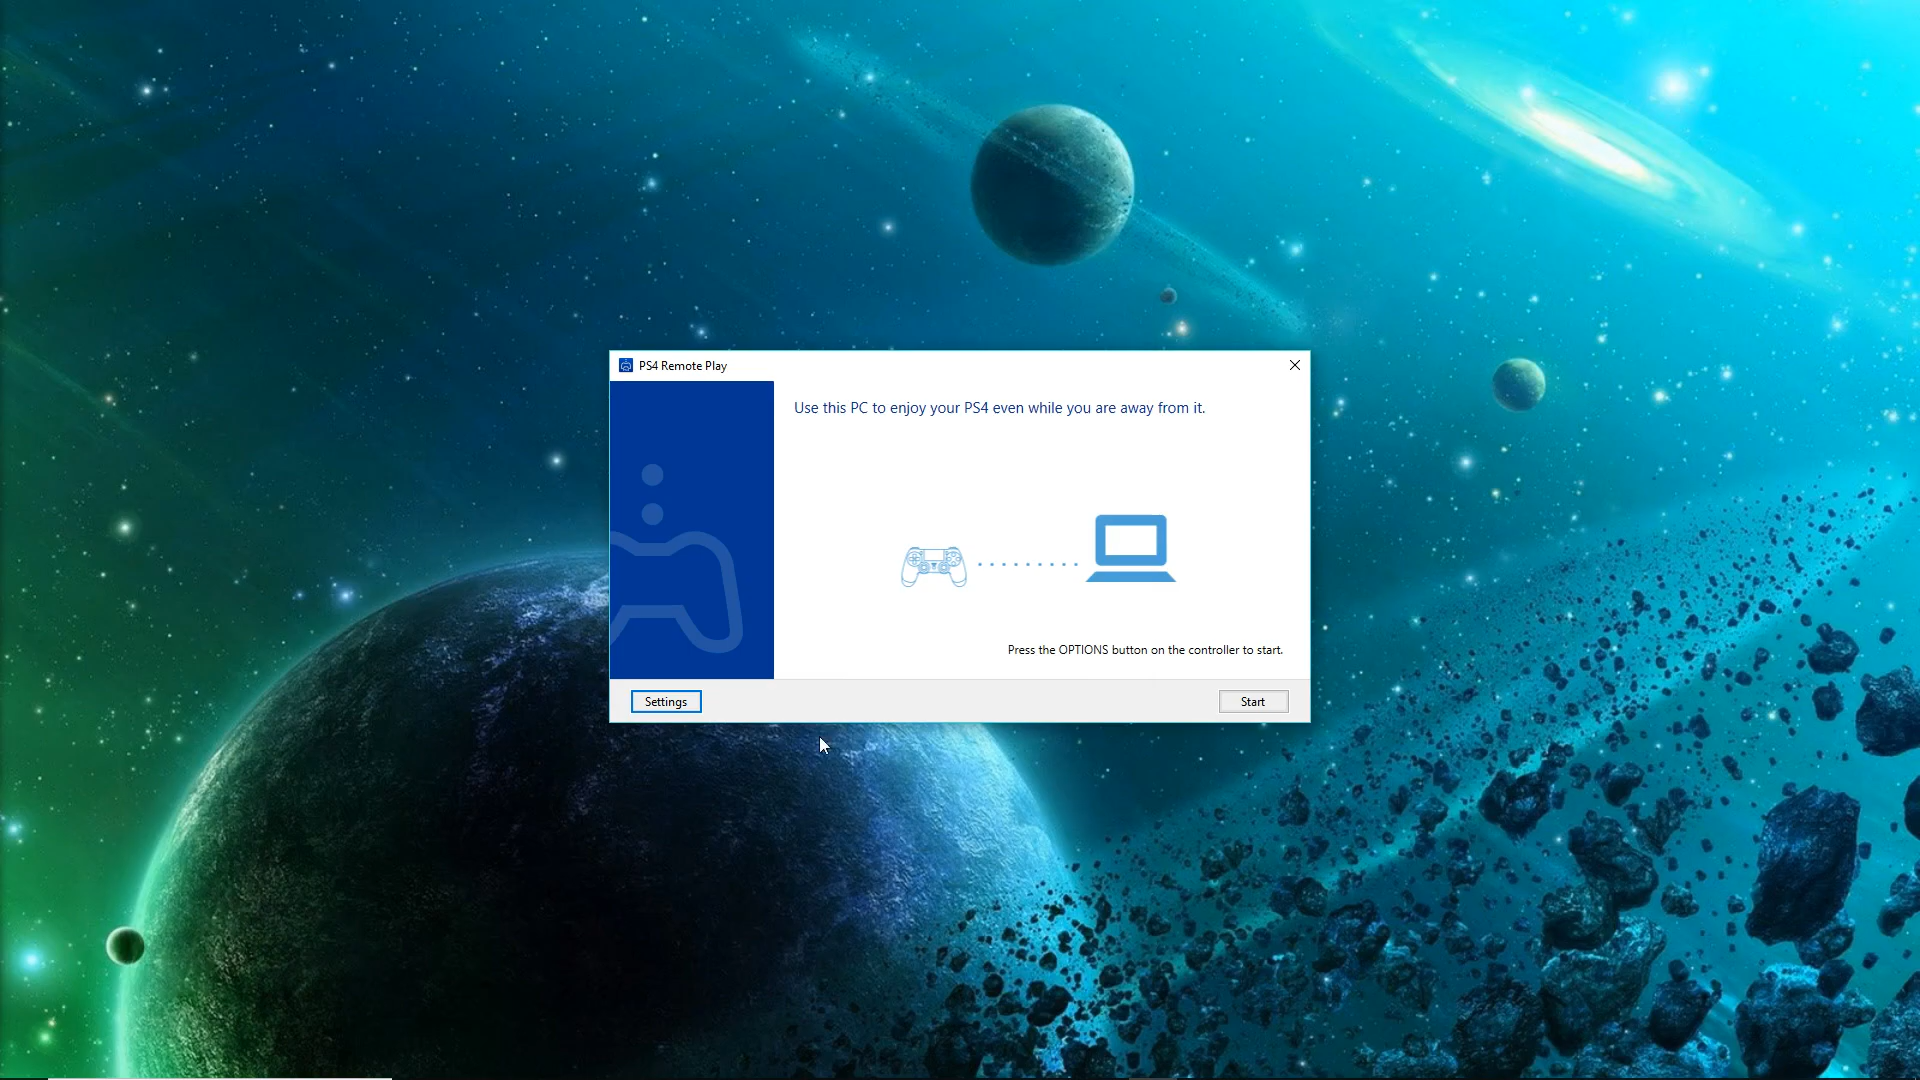 PS4 Remote Play
Use this PC to enjoy your PS4 even while you are away from it.
Press the OPTIONS button on the controller to start.
Settings
Start